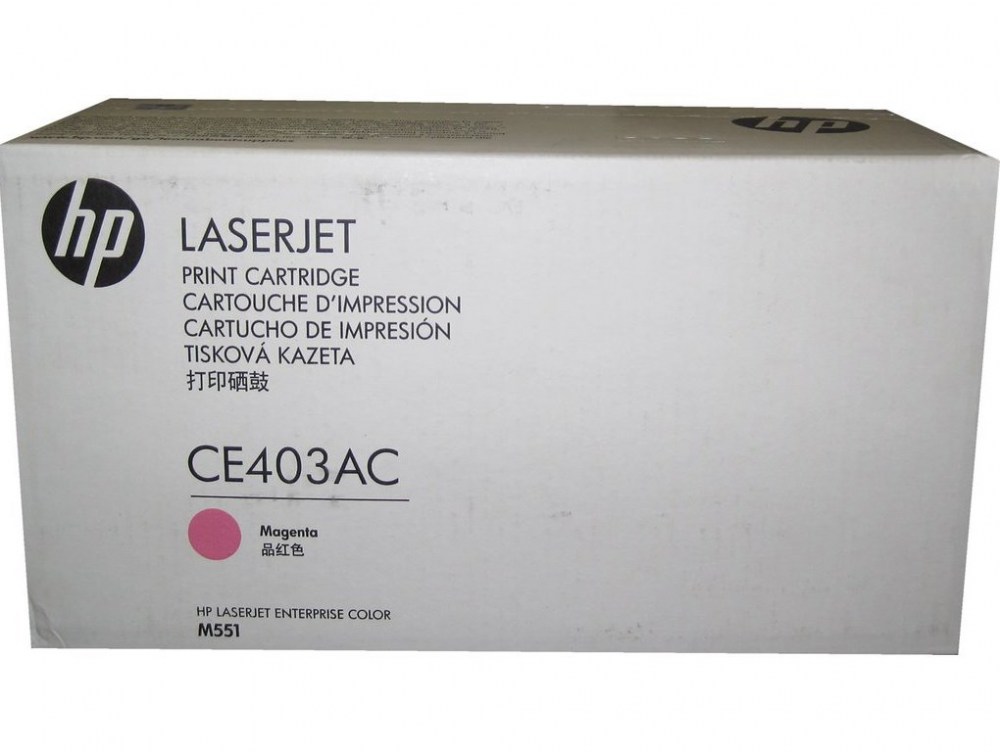 hp
hp
LASERJET
PRINT CARTRIDGE
CARTOUCHE D'IMPRESSION
CARTUCHO DE IMPRESIÓN
TISKOVÁ KAZETA
打印硒鼓
CE403AC
Magenta
品红色
HP LASERJET ENTERPRISE COLOR
M551